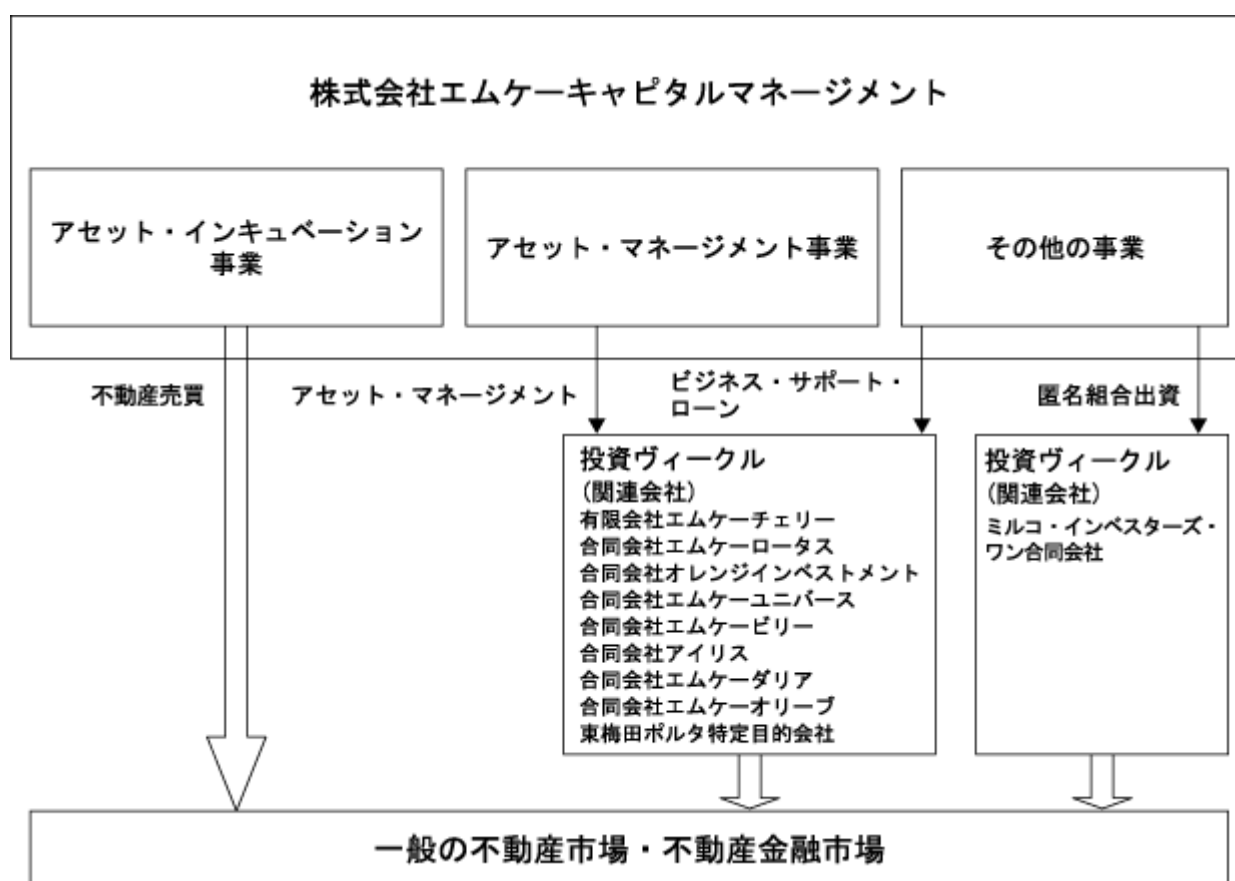 株式会社エムケーキャピタルマネージメント
アセット・インキュベーション
事業
アセット・マネージメント事業
その他の事業
不動産売買
アセット・マネージメント
ビジネス・サポート・
ローン
匿名組合出資
投資ヴィークル
(関連会社)
有限会社エムケーチェリー
合同会社エムケーロータス
合同会社オレンジインベストメント
合同会社エムケーユニバース
合同会社エムケービリー
合同会社アイリス
合同会社エムケーダリア
合同会社エムケーオリーブ
東梅田ポルタ特定目的会社
投資ヴィークル
(関連会社)
ミルコ・インベスターズ・
ワン合同会社
一般の不動産市場・不動産金融市場